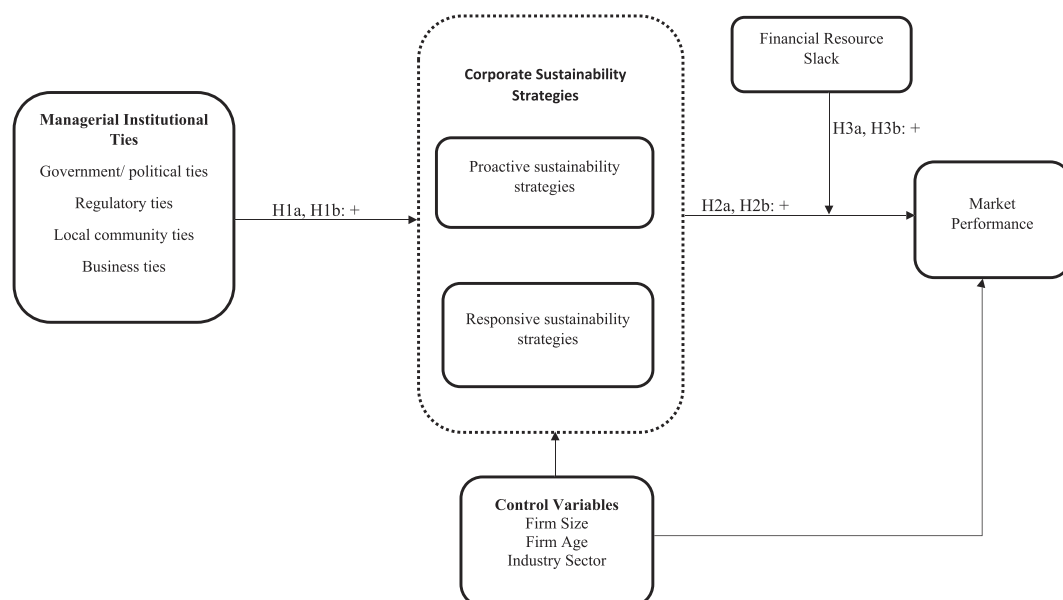 Managerial Institutional
Ties
Government/ political ties
Regulatory ties
Local community ties
Business ties
H1a, H1b: +
Corporate Sustainability
Strategies
Proactive sustainability
strategies
Responsive sustainability
strategies
H2a, H2b: +
Financial Resource
Slack
H3a, H3b: +
Market
Performance
Control Variables
Firm Size
Firm Age
Industry Sector